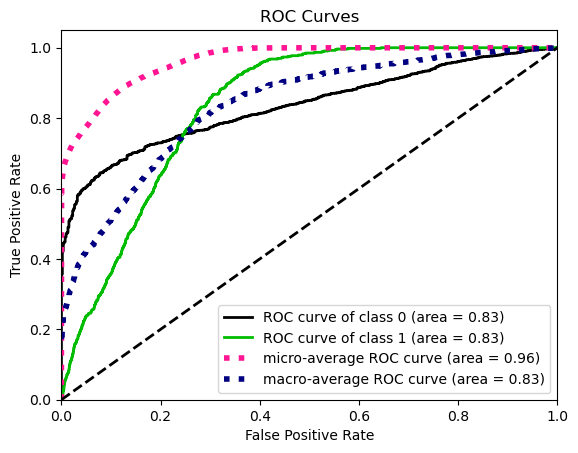 ROC Curves
True Positive Rate
1.0
0.8
0.6
0.4
0.2
0.0
ROC curve of class 0 (area = 0.83)
ROC curve of class 1 (area = 0.83)
micro-average ROC curve (area = 0.96)
macro-average ROC curve (area = 0.83)
0.0 0.2 0.4 0.6 0.8 1.0
False Positive Rate